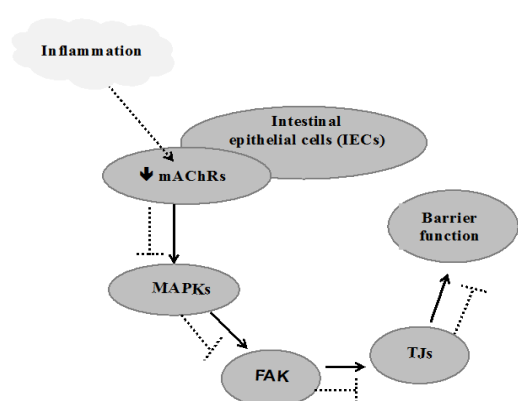 Inflammation
Intestinal
epithelial cells (IECs)
🡇 mAChRs
Barrier
function
MAPKs
TJs
FAK